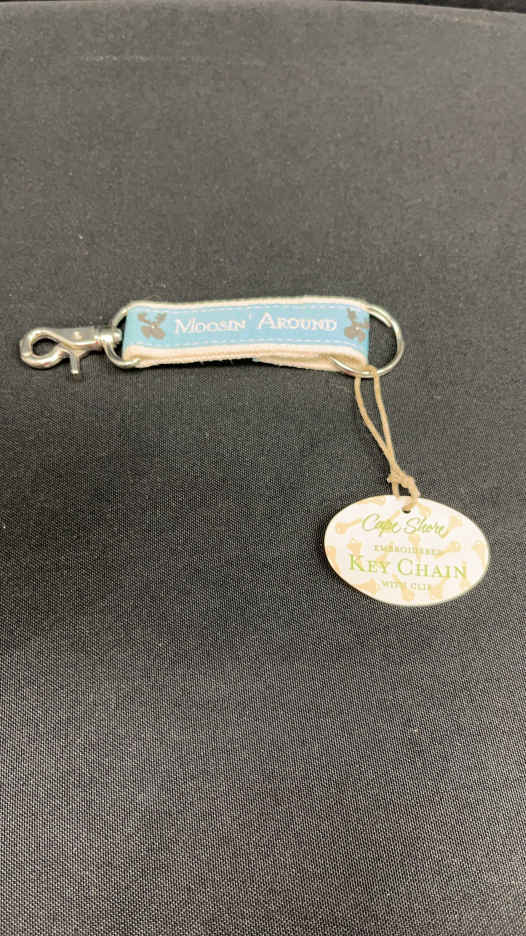 Moosin' Around
Cape Shore
EMBROIDERED
KEY CHAIN
WITH CLIP